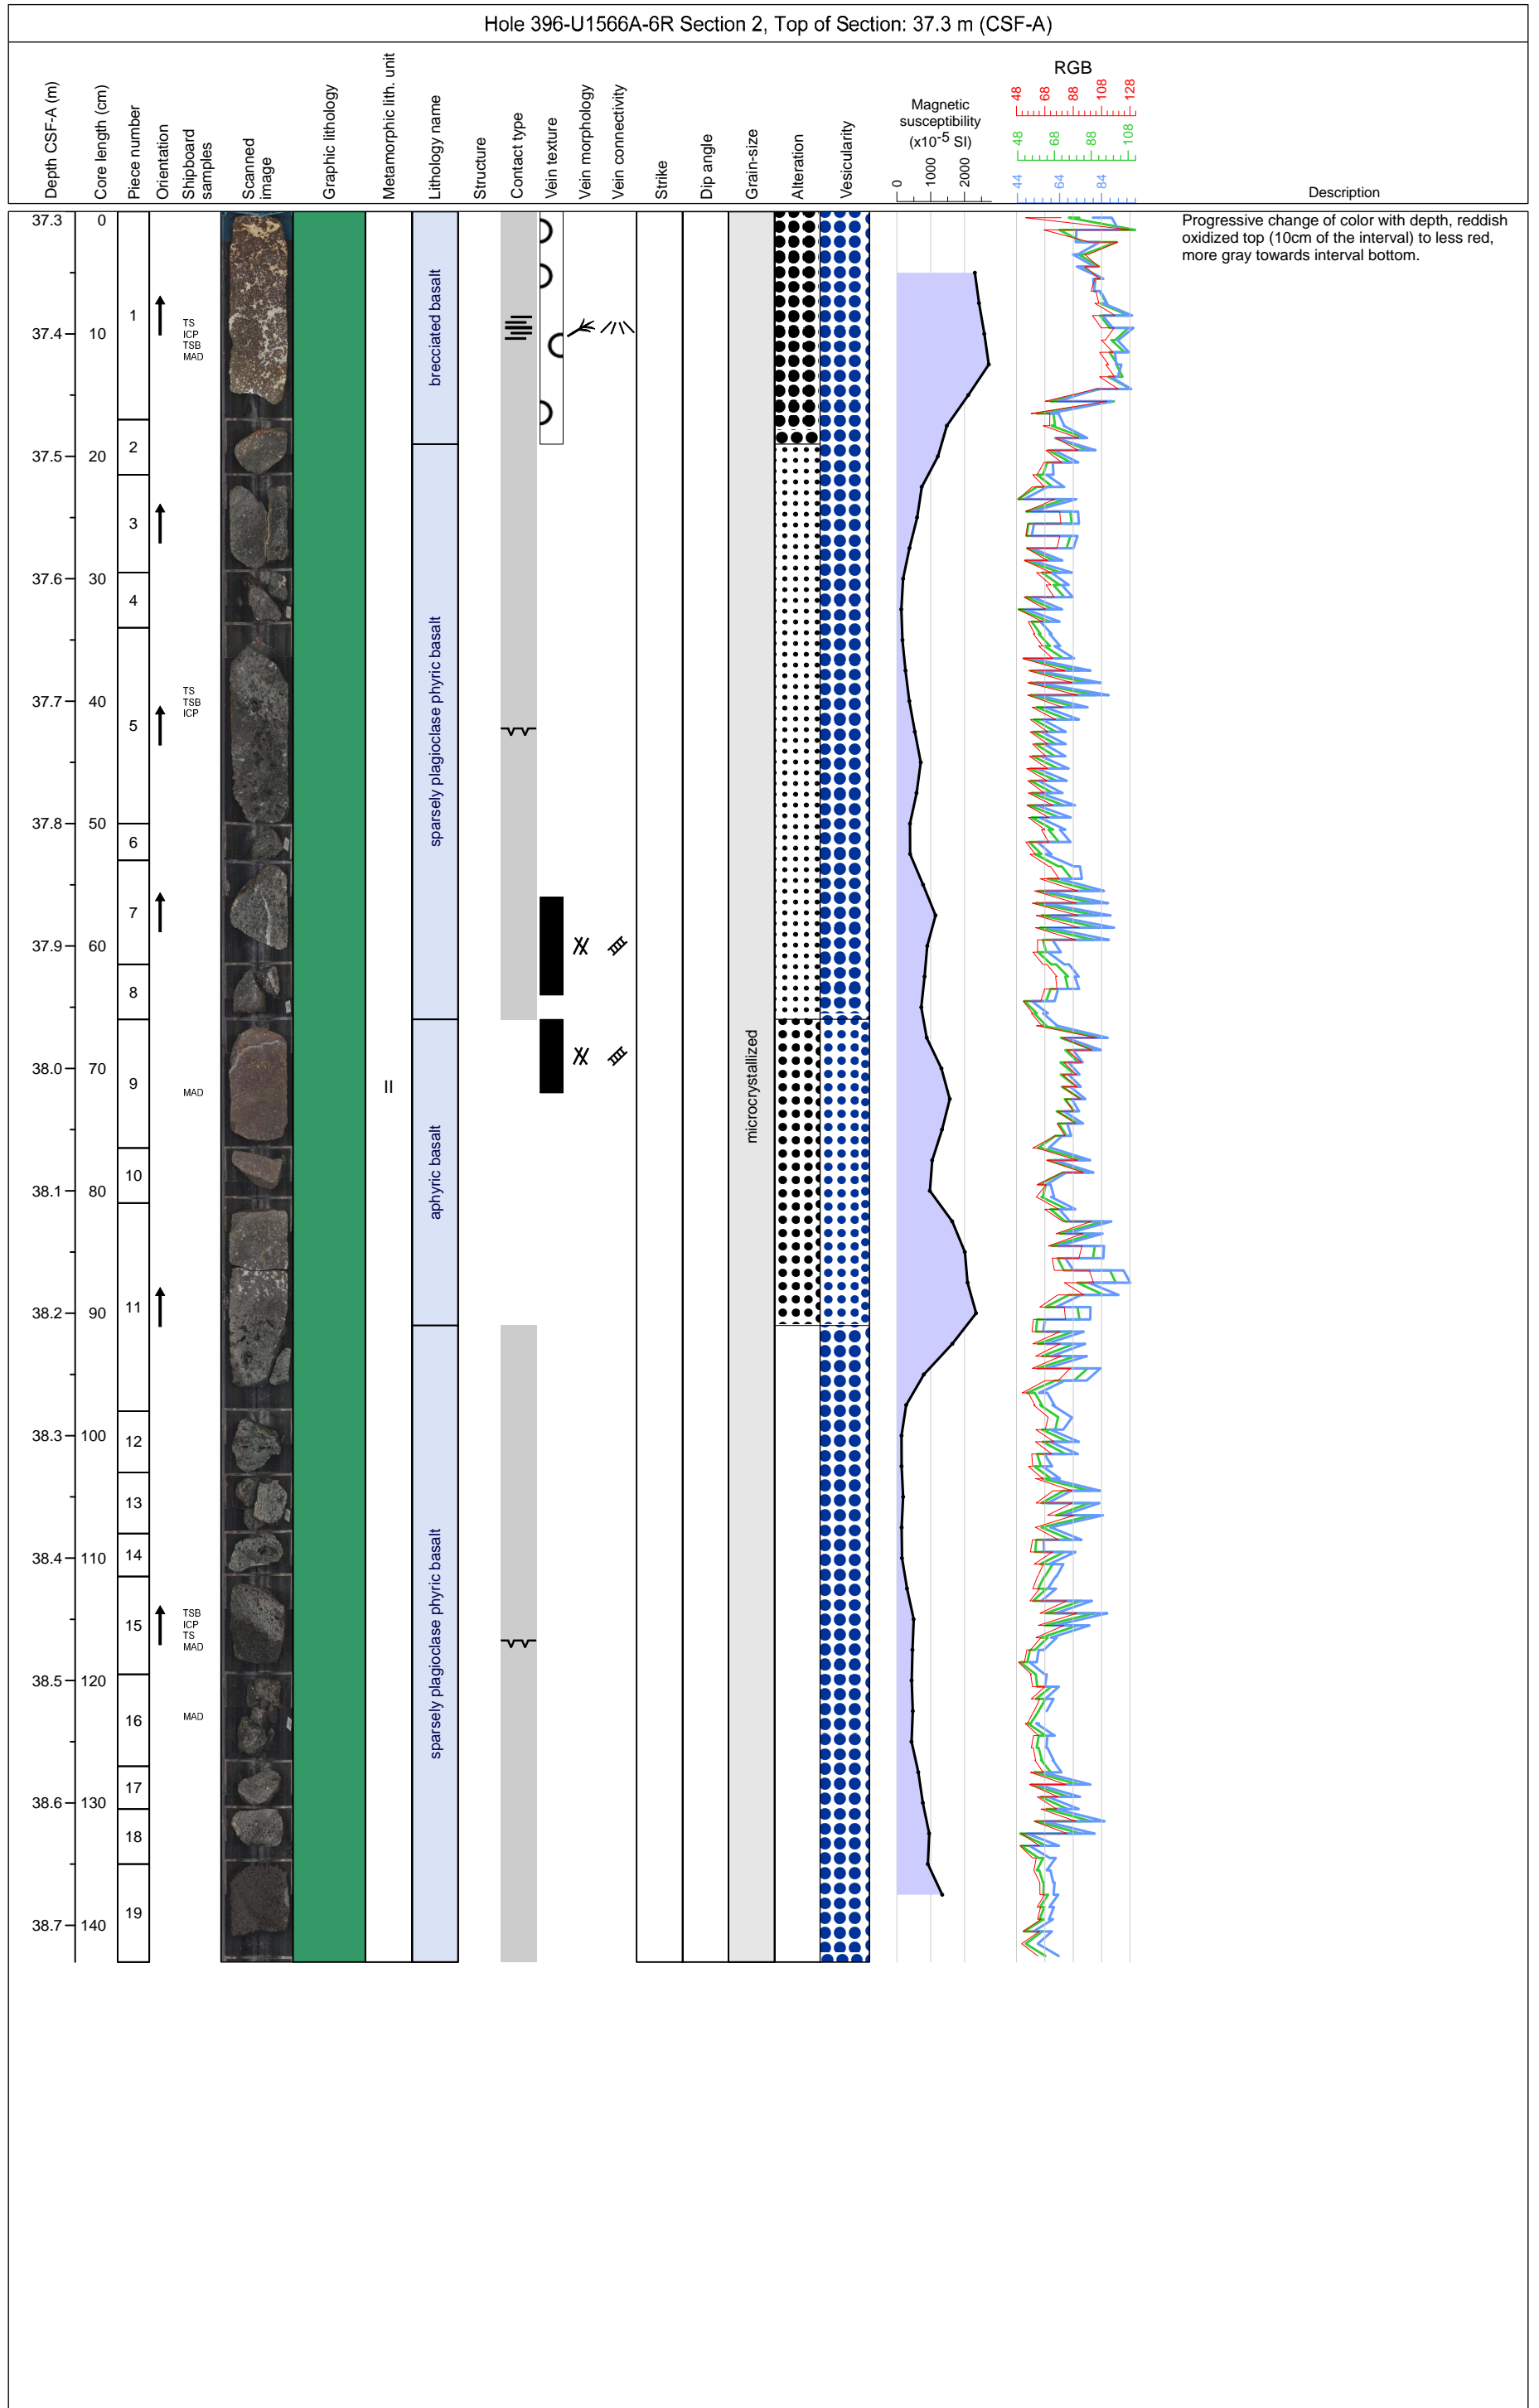 Hole 396-U1566A-6R Section 2, Top of Section: 37.3 m (CSF-A)
Depth CSF-A (m)
Core length (cm)
Piece number
Orientation
Shipboard
samples
Scanned
image
Graphic lithology
Metamorphic lith. unit
Lithology name
Structure
Contact type
Vein texture
Vein morphology
Vein connectivity
Strike
Dip angle
Grain-size
Alteration
Vesicularity
Magnetic
susceptibility
(x10-5 SI)
0 1000 2000
RGB
48 68 88 108 128
48 68 88 108
44 64 84
Description
37.3 0
37.4 10
37.5 20
37.6 30
37.7 40
37.8 50
37.9 60
38.0 70
38.1 80
38.2 90
38.3 100
38.4 110
38.5 120
38.6 130
38.7 140
1
2
3
4
5
6
7
8
9
10
11
12
13
14
15
16
17
18
19
TS
ICP
TSB
MAD
TS
TSB
ICP
MAD
TSB
ICP
TS
MAD
MAD
II
brecciated basalt
sparsely plagioclase phyric basalt
aphyric basalt
sparsely plagioclase phyric basalt
microcrystallized
Progressive change of color with depth, reddish
oxidized top (10cm of the interval) to less red,
more gray towards interval bottom.